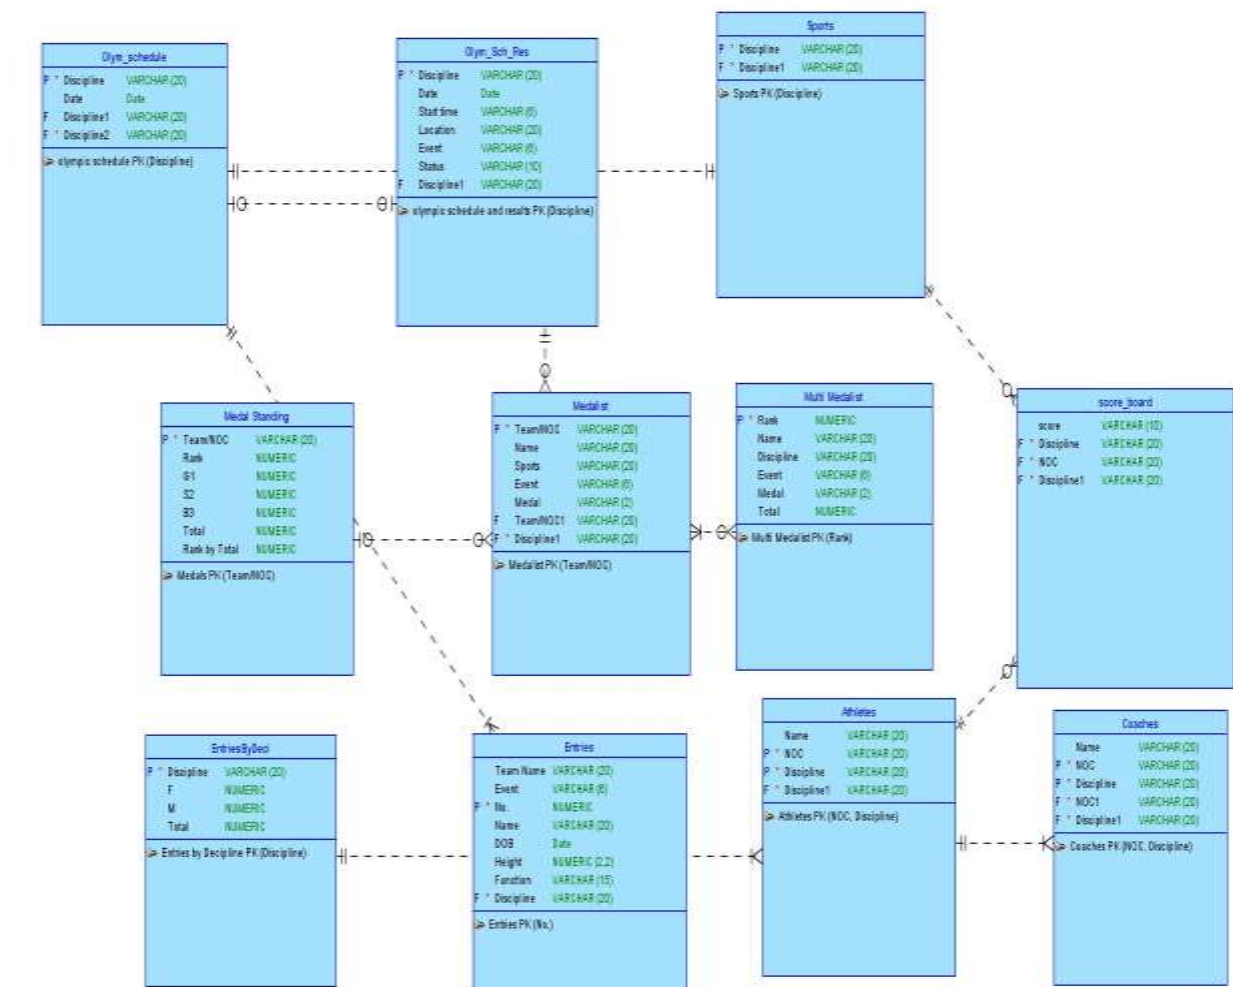 Olym_schedule
P * Discipline VARCHAR (20)
Date Date
F Discipline1 VARCHAR (20)
F * Discipline2 VARCHAR (20)
olympic schedule PK (Discipline)
Olym_Sch_Res
P * Discipline VARCHAR (20)
Date Date
Start time VARCHAR (6)
Location VARCHAR (20)
Event VARCHAR (6)
Status VARCHAR (10)
F Discipline1 VARCHAR (20)
olympic schedule and results PK (Discipline)
Sports
P * Discipline VARCHAR (20)
F * Discipline1 VARCHAR (20)
Sports PK (Discipline)
Medal Standing
P * Team/NOC VARCHAR (20)
Rank NUMERIC
G1 NUMERIC
S2 NUMERIC
B3 NUMERIC
Total NUMERIC
Rank by Total NUMERIC
Medals PK (Team/NOC)
Medalist
P * Team/NOC VARCHAR (20)
Name VARCHAR (20)
Sports VARCHAR (20)
Event VARCHAR (6)
Medal VARCHAR (2)
F Team/NOC1 VARCHAR (20)
F * Discipline1 VARCHAR (20)
Medalist PK (Team/NOC)
Multi Medalist
P * Rank NUMERIC
Name VARCHAR (20)
Discipline VARCHAR (20)
Event VARCHAR (6)
Medal VARCHAR (2)
Total NUMERIC
Multi Medalist PK (Rank)
score_board
score VARCHAR (10)
F * Discipline VARCHAR (20)
F * NOC VARCHAR (20)
F * Discipline1 VARCHAR (20)
EntriesByDeci
P * Discipline VARCHAR (20)
F NUMERIC
M NUMERIC
Total NUMERIC
Entries by Decipline PK (Discipline)
Entries
Team Name VARCHAR (20)
Event VARCHAR (6)
P * No. NUMERIC
Name VARCHAR (20)
DOB Date
Height NUMERIC (2,2)
Function VARCHAR (15)
F * Discipline VARCHAR (20)
Entries PK (No.)
Athletes
Name VARCHAR (20)
P * NOC VARCHAR (20)
P * Discipline VARCHAR (20)
F * Discipline1 VARCHAR (20)
Athletes PK (NOC, Discipline)
Coaches
Name VARCHAR (20)
P * NOC VARCHAR (20)
P * Discipline VARCHAR (20)
F * NOC1 VARCHAR (20)
F * Discipline1 VARCHAR (20)
Coaches PK (NOC, Discipline)